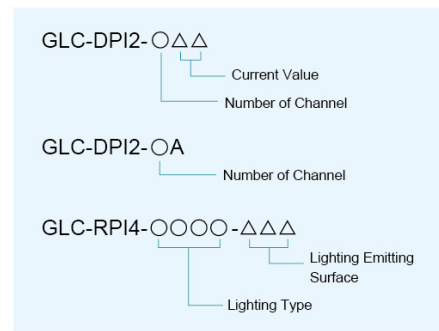 GLC-DPI2-○△△
Current Value
Number of Channel
GLC-DPI2-○A
Number of Channel
GLC-RPI4-○○○○-△△△
Lighting Emitting
Surface
Lighting Type